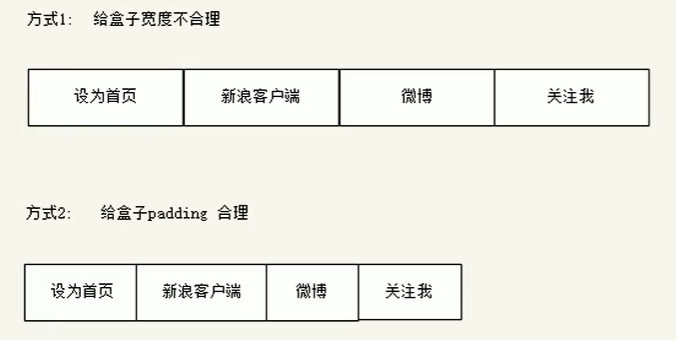 方式1: 给盒子宽度不合理
设为首页 新浪客户端 微博 关注我
方式2: 给盒子padding 合理
设为首页 新浪客户端 微博 关注我